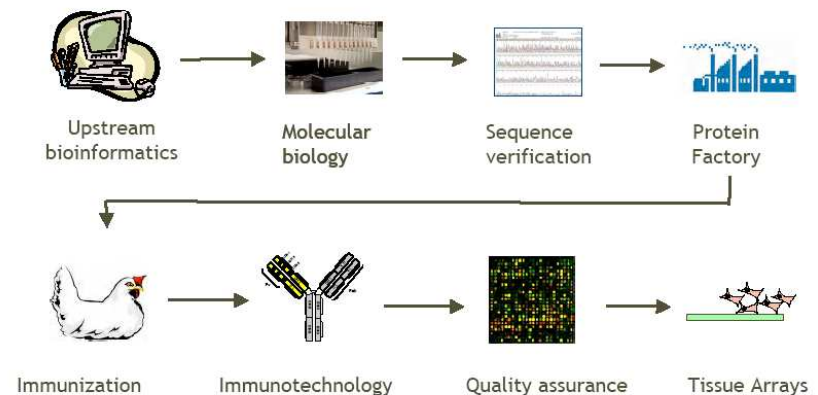 Upstream
bioinformatics
Molecular
biology
Sequence
verification
Protein
Factory
Immunization
Immunotechnology
Quality assurance
Tissue Arrays